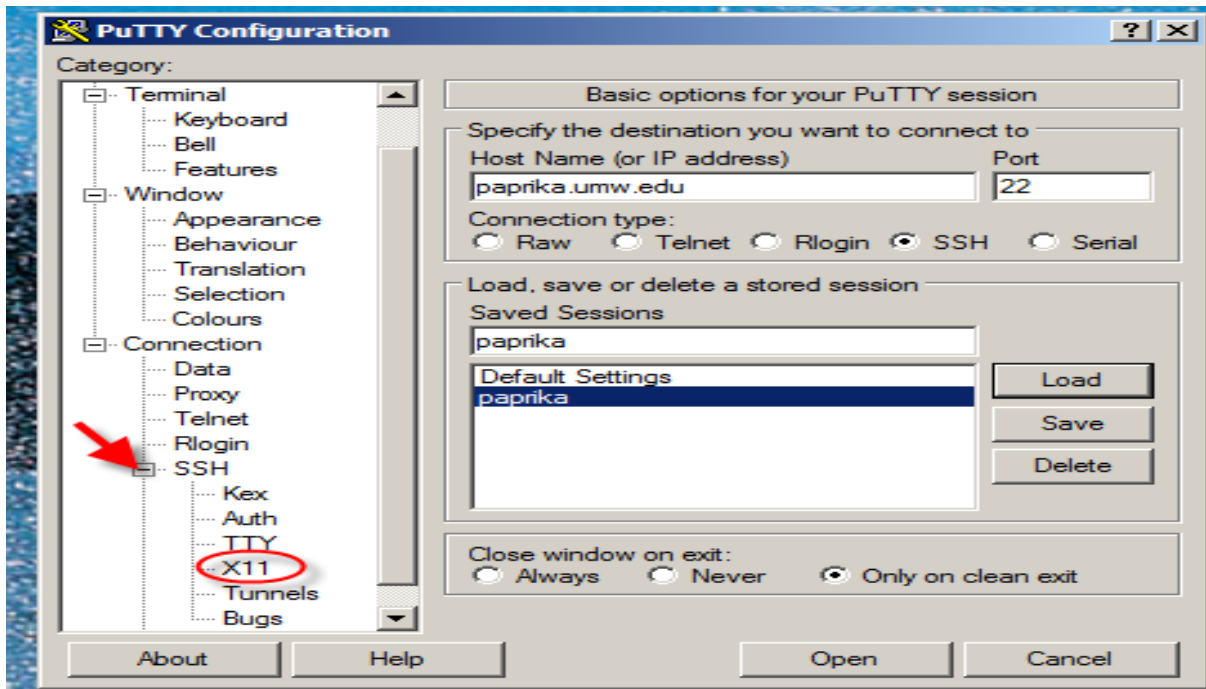 PuTTY Configuration
?
Category:
Terminal
Keyboard
Bell
Features
Window
Appearance
Behaviour
Translation
Selection
Colours
Connection
Data
Proxy
Telnet
Rlogin
SSH
Kex
Auth
TTY
X11
Tunnels
Bugs
Basic options for your PuTTY session
Specify the destination you want to connect to
Host Name (or IP address) Port
paprika.umw.edu 22
Connection type:
Raw Telnet Rlogin SSH Serial
Load, save or delete a stored session
Saved Sessions
paprika
Default Settings
paprika
Load
Save
Delete
Close window on exit:
Always Never Only on clean exit
About Help Open Cancel